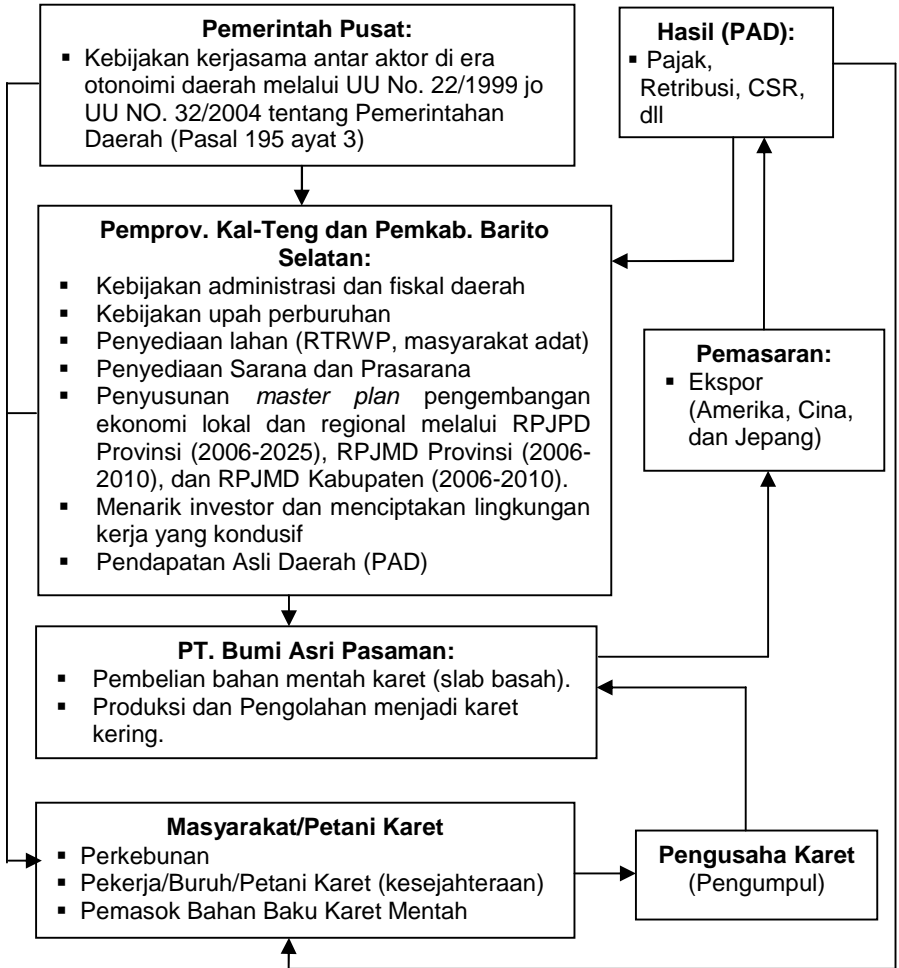 Pemerintah Pusat:
▪ Kebijakan kerjasama antar aktor di era
otonoimi daerah melalui UU No. 22/1999 jo
UU NO. 32/2004 tentang Pemerintahan
Daerah (Pasal 195 ayat 3)
Hasil (PAD):
▪ Pajak,
Retribusi, CSR,
dll
Pemprov. Kal-Teng dan Pemkab. Barito
Selatan:
▪ Kebijakan administrasi dan fiskal daerah
▪ Kebijakan upah perburuhan
▪ Penyediaan lahan (RTRWP, masyarakat adat)
▪ Penyediaan Sarana dan Prasarana
▪ Penyusunan master plan pengembangan
ekonomi lokal dan regional melalui RPJPD
Provinsi (2006-2025), RPJMD Provinsi (2006-
2010), dan RPJMD Kabupaten (2006-2010).
▪ Menarik investor dan menciptakan lingkungan
kerja yang kondusif
▪ Pendapatan Asli Daerah (PAD)
Pemasaran:
▪ Ekspor
(Amerika, Cina,
dan Jepang)
PT. Bumi Asri Pasaman:
▪ Pembelian bahan mentah karet (slab basah).
▪ Produksi dan Pengolahan menjadi karet
kering.
Masyarakat/Petani Karet
▪ Perkebunan
▪ Pekerja/Buruh/Petani Karet (kesejahteraan)
▪ Pemasok Bahan Baku Karet Mentah
Pengusaha Karet
(Pengumpul)